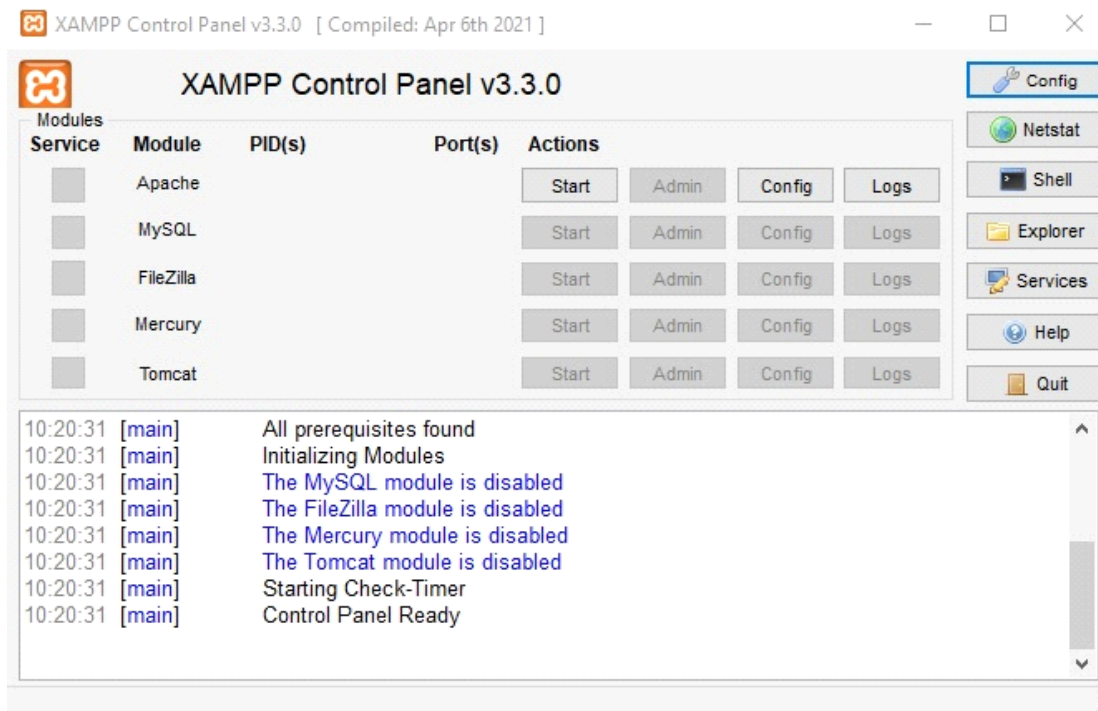 XAMPP Control Panel v3.3.0 [ Compiled: Apr 6th 2021 ]
XAMPP Control Panel v3.3.0
Config
Netstat
Shell
Explorer
Services
Help
Quit
Modules
Service Module PID(s) Port(s) Actions
Apache Start Admin Config Logs
MySQL Start Admin Config Logs
FileZilla Start Admin Config Logs
Mercury Start Admin Config Logs
Tomcat Start Admin Config Logs
10:20:31 [main] All prerequisites found
10:20:31 [main] Initializing Modules
10:20:31 [main] The MySQL module is disabled
10:20:31 [main] The FileZilla module is disabled
10:20:31 [main] The Mercury module is disabled
10:20:31 [main] The Tomcat module is disabled
10:20:31 [main] Starting Check-Timer
10:20:31 [main] Control Panel Ready